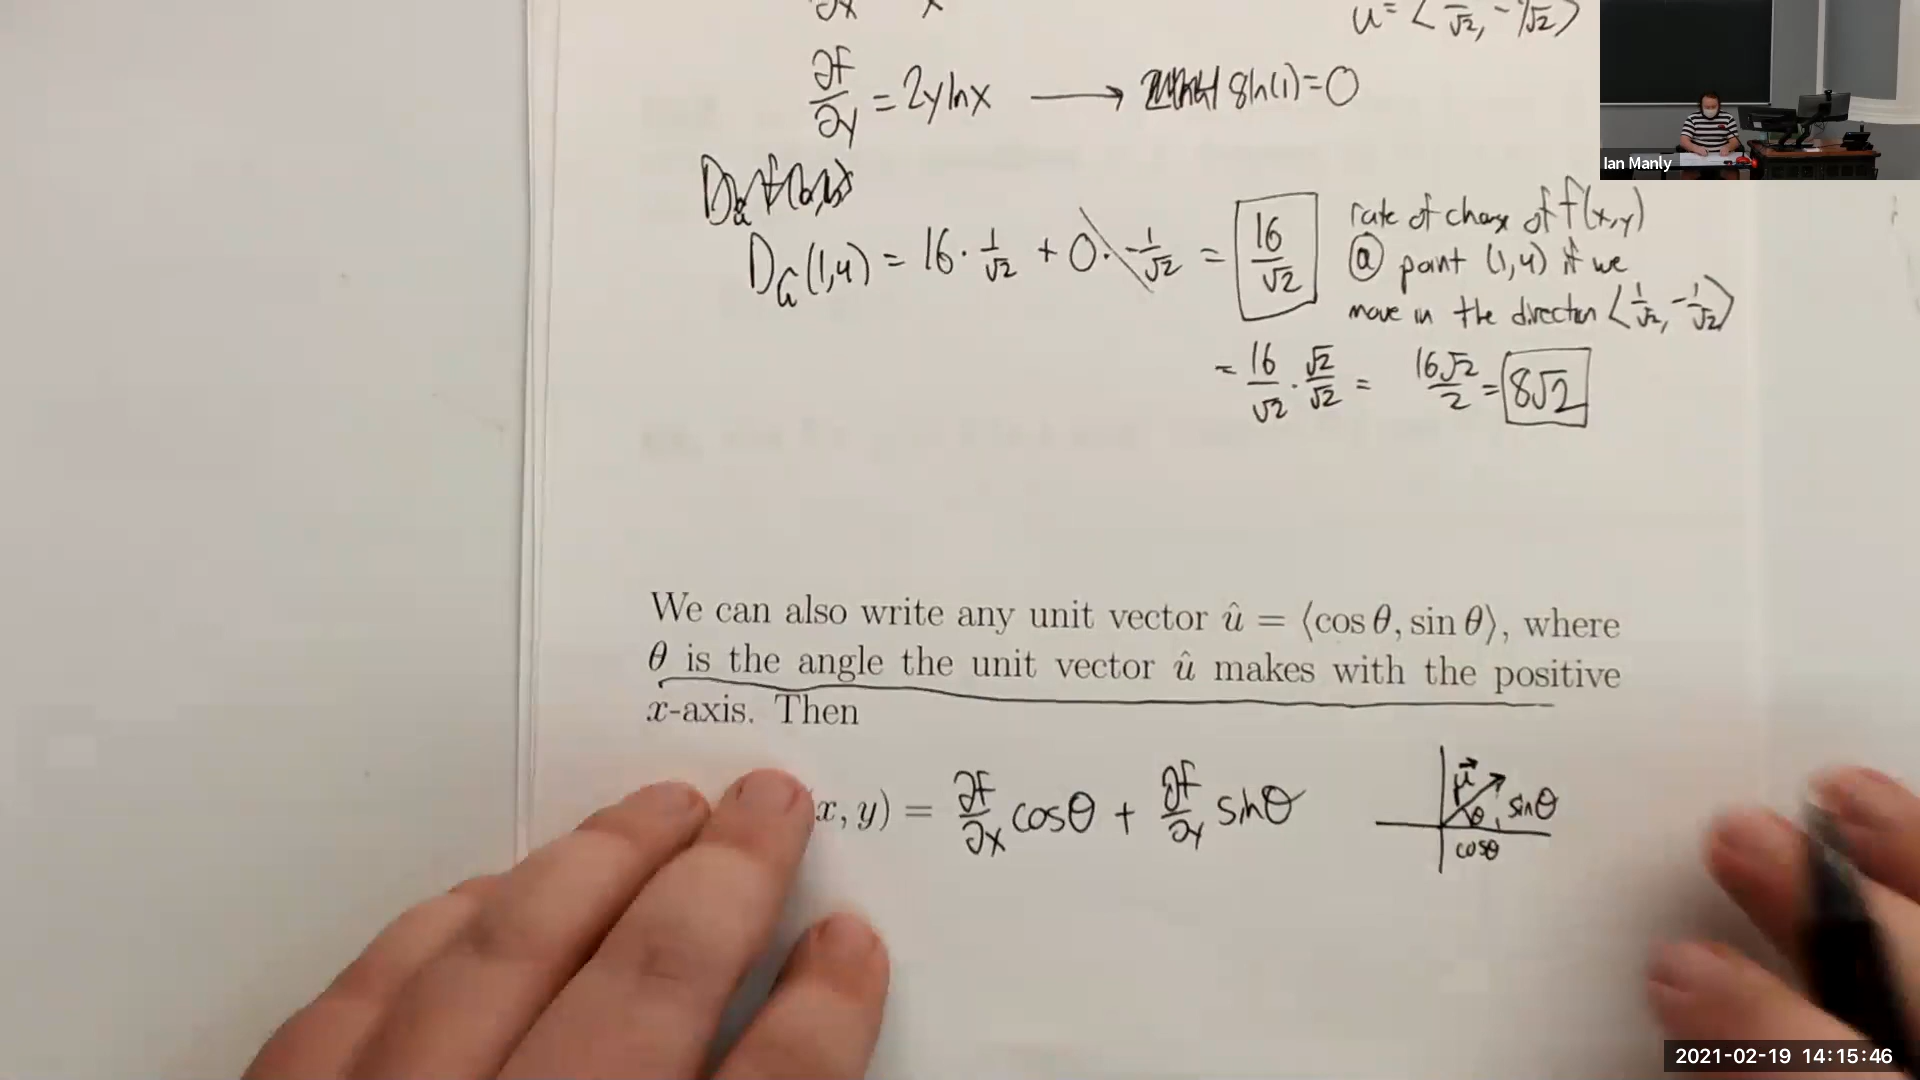 ∂x x
u = ⟨ √2, -1/√2 ⟩
∂f/∂y = 2y ln x ⟶ 8ln(1)=0
Ian Manly
D_û(1,4) = 16 · 1/√2 + 0 · -1/√2 = 16/√2
rate of change of f(x,y)
@ point (1,4) if we
move in the direction ⟨1/√2, -1/√2⟩
= 16/√2 · √2/√2 = 16√2/2 = 8√2
We can also write any unit vector û = ⟨cos θ, sin θ⟩, where
θ is the angle the unit vector û makes with the positive
x-axis. Then
x, y) = ∂f/∂x cosθ + ∂f/∂y sinθ
u⃗
θ
sinθ
cosθ
2021-02-19 14:15:46